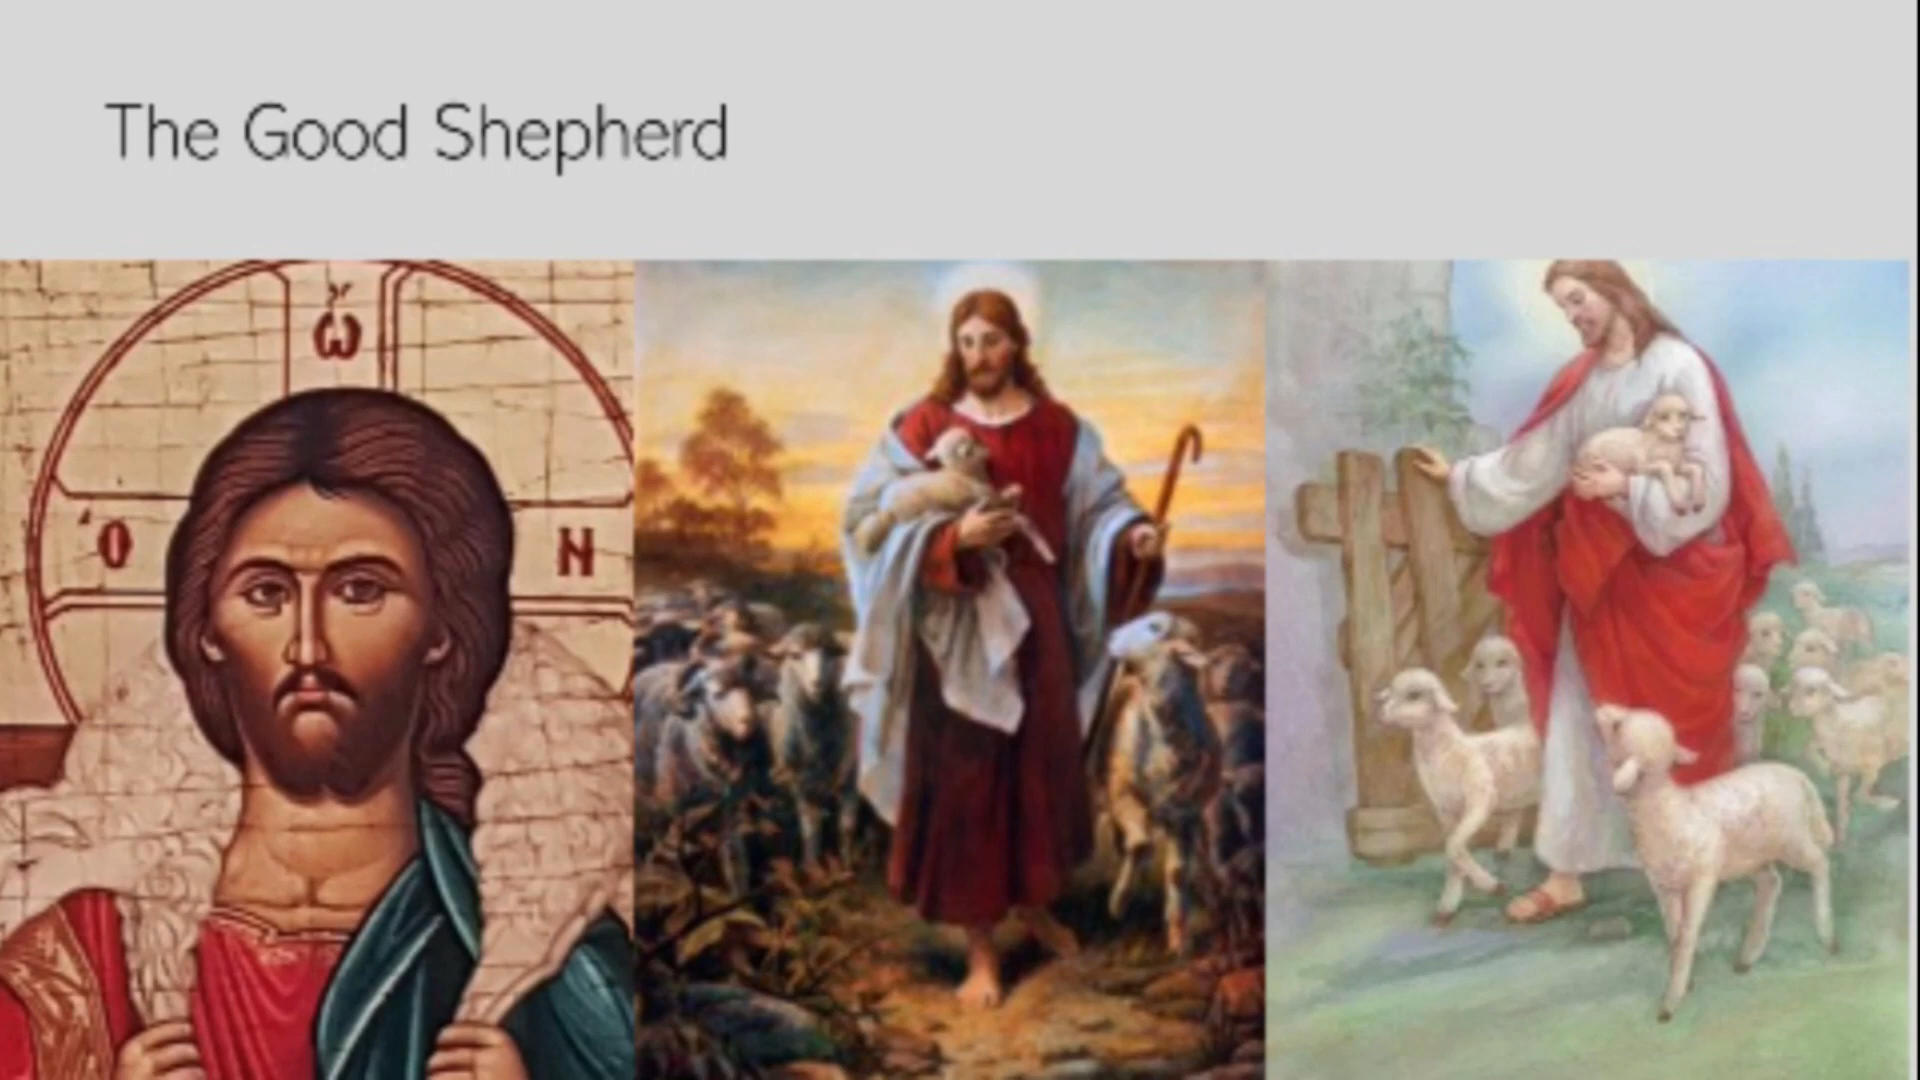 The Good Shepherd
ὤ
Ὁ Ν